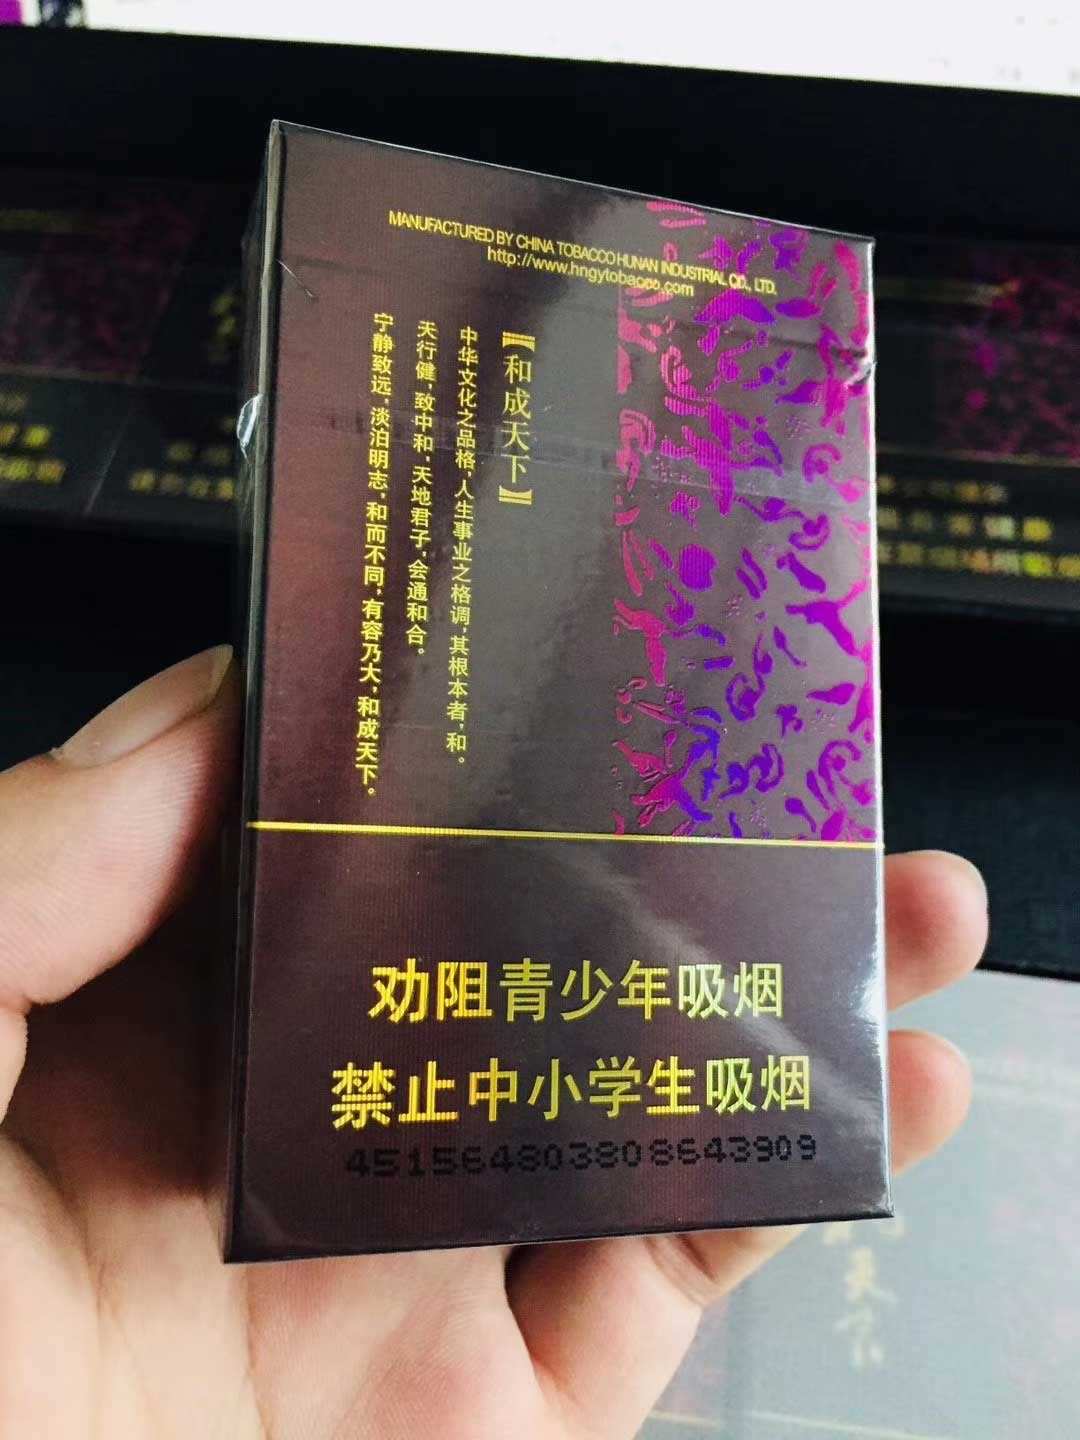 MANUFACTURED BY CHINA TOBACCO HUNAN INDUSTRIAL CO., LTD.
http://www.hngytobacco.com
【和成天下】
中华文化之品格，人生事业之格调，其根本者，和。
天行健，致中和，天地君子，会通和合。
宁静致远，淡泊明志，和而不同，有容乃大，和成天下。
劝阻青少年吸烟
禁止中小学生吸烟
451564803808643909